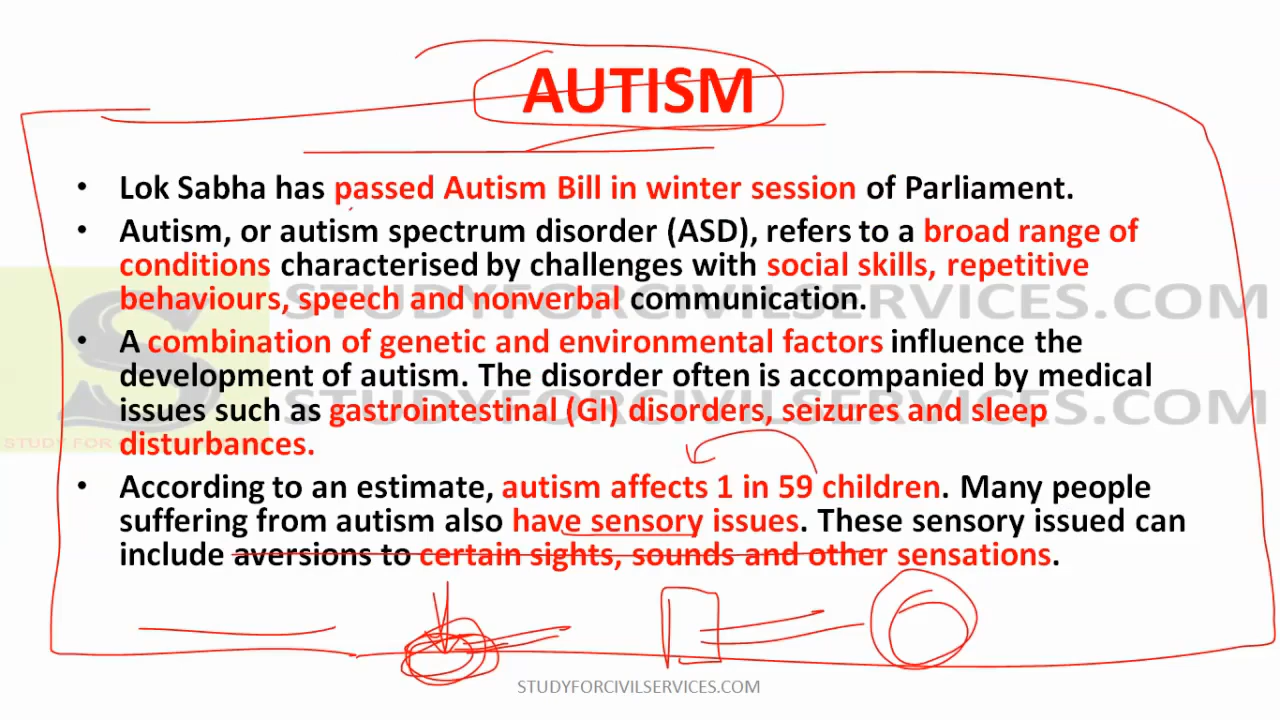 AUTISM
• Lok Sabha has passed Autism Bill in winter session of Parliament.
• Autism, or autism spectrum disorder (ASD), refers to a broad range of
conditions characterised by challenges with social skills, repetitive
behaviours, speech and nonverbal communication.
STUDYFORCIVILSERVICES.COM
• A combination of genetic and environmental factors influence the
development of autism. The disorder often is accompanied by medical
issues such as gastrointestinal (GI) disorders, seizures and sleep
disturbances.
STUDYFORCIVILSERVICES.COM
• According to an estimate, autism affects 1 in 59 children. Many people
suffering from autism also have sensory issues. These sensory issued can
include aversions to certain sights, sounds and other sensations.
STUDYFORCIVILSERVICES.COM